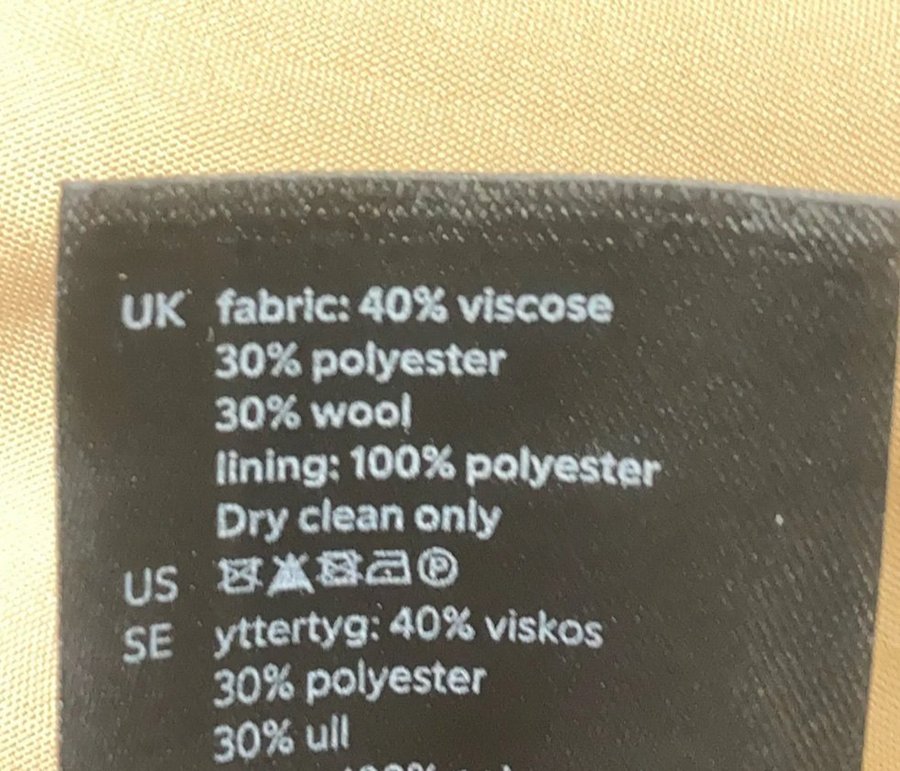 UK fabric: 40% viscose
30% polyester
30% wool
lining: 100% polyester
Dry clean only
US
SE yttertyg: 40% viskos
30% polyester
30% ull